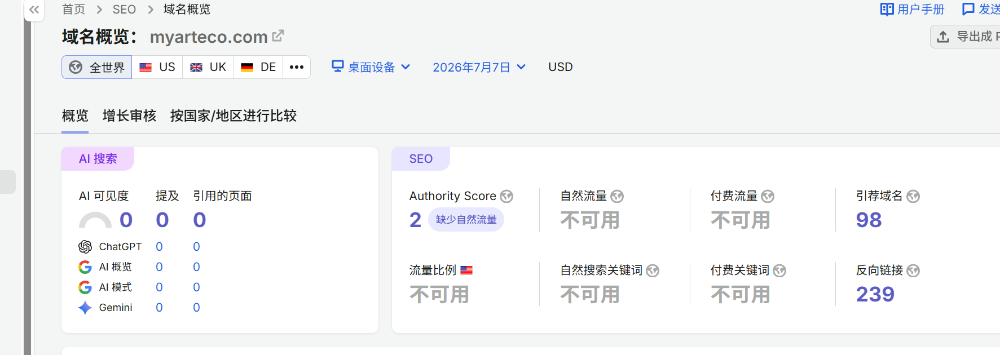 首页 > SEO > 域名概览
用户手册
发送
域名概览： myarteco.com
导出成
全世界 US UK DE •••
桌面设备 2026年7月7日 USD
概览 增长审核 按国家/地区进行比较
AI 搜索
AI 可见度 提及 引用的页面
0 0 0
ChatGPT 0 0
AI 概览 0 0
AI 模式 0 0
Gemini 0 0
SEO
Authority Score 自然流量 付费流量 引荐域名
2 缺少自然流量 不可用 不可用 98
流量比例 自然搜索关键词 付费关键词 反向链接
不可用 不可用 不可用 239